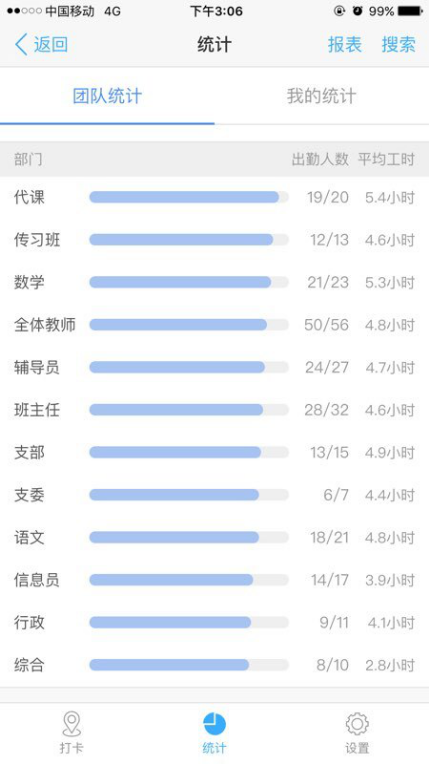 中国移动 4G 下午3:06 99%
返回 统计 报表 搜索
团队统计 我的统计
部门 出勤人数 平均工时
代课 19/20 5.4小时
传习班 12/13 4.6小时
数学 21/23 5.3小时
全体教师 50/56 4.8小时
辅导员 24/27 4.7小时
班主任 28/32 4.6小时
支部 13/15 4.9小时
支委 6/7 4.4小时
语文 18/21 4.8小时
信息员 14/17 3.9小时
行政 9/11 4.1小时
综合 8/10 2.8小时
打卡 统计 设置